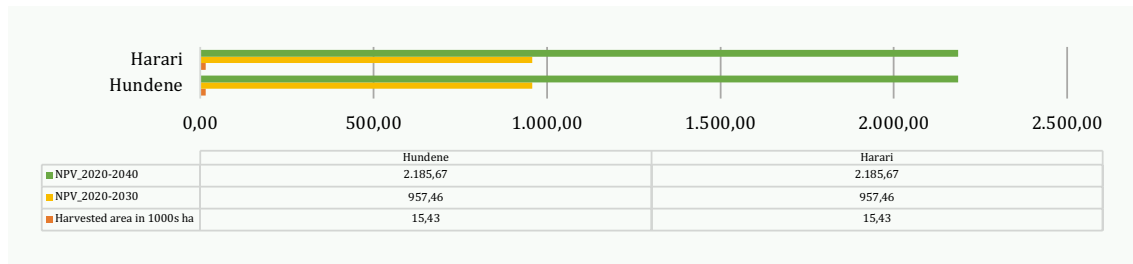 Harari
Hundene
0,00 500,00 1.000,00 1.500,00 2.000,00 2.500,00
Hundene Harari
NPV_2020-2040 2.185,67 2.185,67
NPV_2020-2030 957,46 957,46
Harvested area in 1000s ha 15,43 15,43